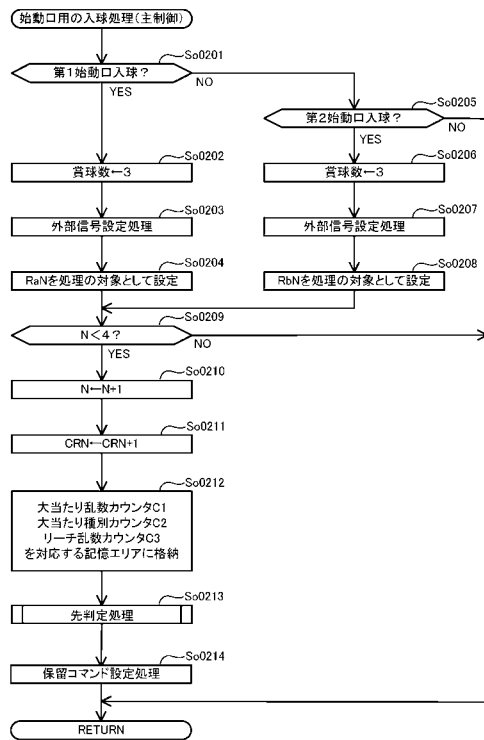 始動口用の入球処理(主制御)
So0201
第1始動口入球?
NO
YES
So0205
第2始動口入球?
NO
YES
So0202
賞球数←3
So0206
賞球数←3
So0203
外部信号設定処理
So0207
外部信号設定処理
So0204
RaNを処理の対象として設定
So0208
RbNを処理の対象として設定
So0209
N<4?
NO
YES
So0210
N←N+1
So0211
CRN←CRN+1
So0212
大当たり乱数カウンタC1
大当たり種別カウンタC2
リーチ乱数カウンタC3
を対応する記憶エリアに格納
So0213
先判定処理
So0214
保留コマンド設定処理
RETURN